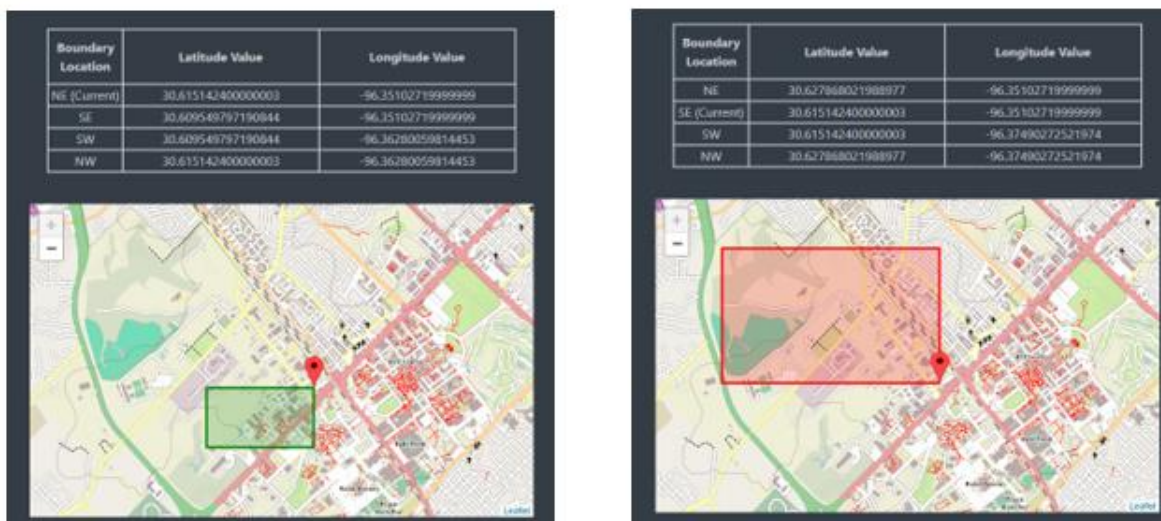 Boundary Location Latitude Value Longitude Value
NE (Current) 30.615142400000003 -96.35102719999999
SE 30.609549797190844 -96.35102719999999
SW 30.609549797190844 -96.36280059814453
NW 30.615142400000003 -96.36280059814453
+
−
Leaflet
Boundary Location Latitude Value Longitude Value
NE 30.627868021988977 -96.35102719999999
SE (Current) 30.615142400000003 -96.35102719999999
SW 30.615142400000003 -96.37490272521974
NW 30.627868021988977 -96.37490272521974
+
−
Leaflet